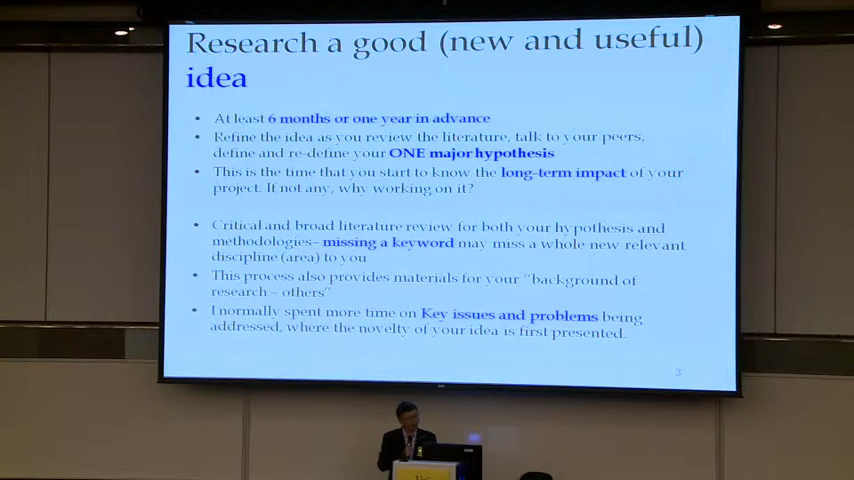 Research a good (new and useful)
idea
• At least 6 months or one year in advance
• Refine the idea as you review the literature, talk to your peers,
define and re-define your ONE major hypothesis
• This is the time that you start to know the long-term impact of your
project. If not any, why working on it?
• Critical and broad literature review for both your hypothesis and
methodologies– missing a keyword may miss a whole new relevant
discipline (area) to you
• This process also provides materials for your "background of
research – others"
• I normally spent more time on Key issues and problems being
addressed, where the novelty of your idea is first presented.
3